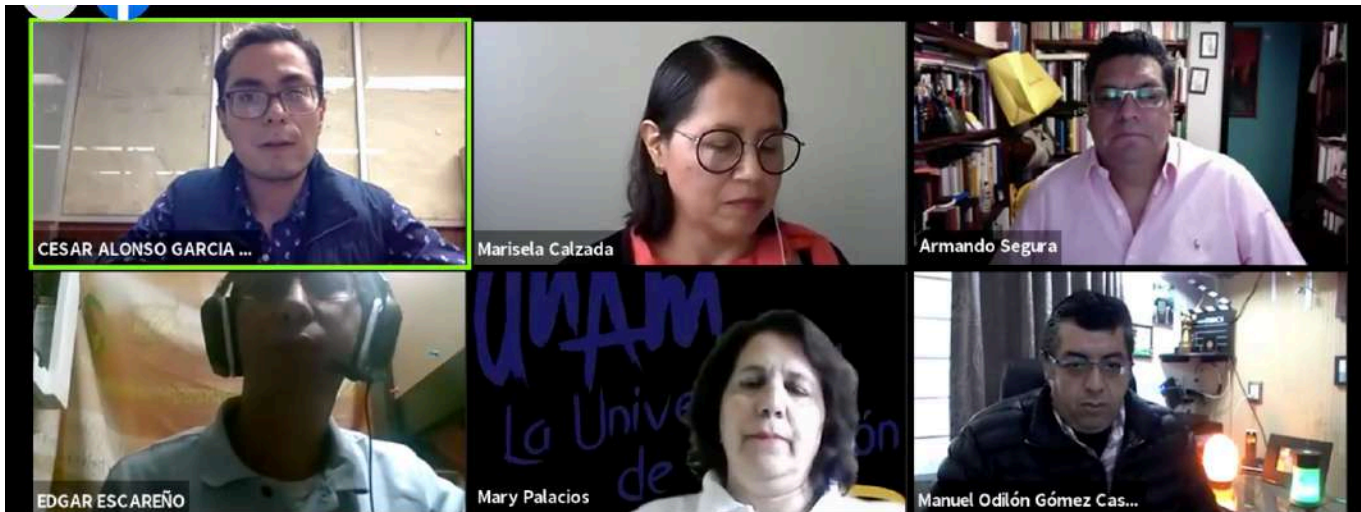 CESAR ALONSO GARCIA ...
Marisela Calzada
Armando Segura
EDGAR ESCAREÑO
UnAm
La Unive ón
de
Mary Palacios
Manuel Odilón Gómez Cas...